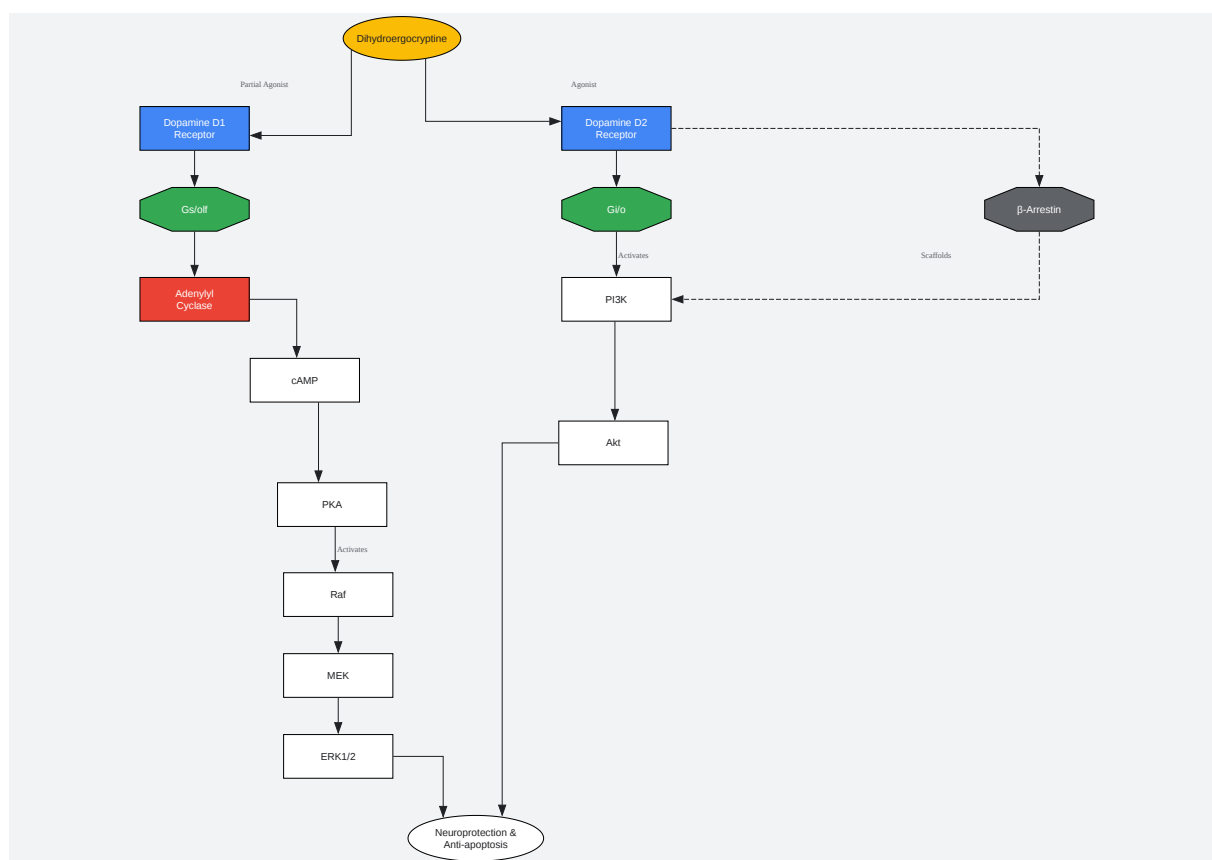 Dihydroergocryptine
Partial Agonist
Agonist
Dopamine D1
Receptor
Dopamine D2
Receptor
Gs/olf
Gi/o
β-Arrestin
Activates
Scaffolds
Adenylyl
Cyclase
PI3K
cAMP
Akt
PKA
Activates
Raf
MEK
ERK1/2
Neuroprotection &
Anti-apoptosis